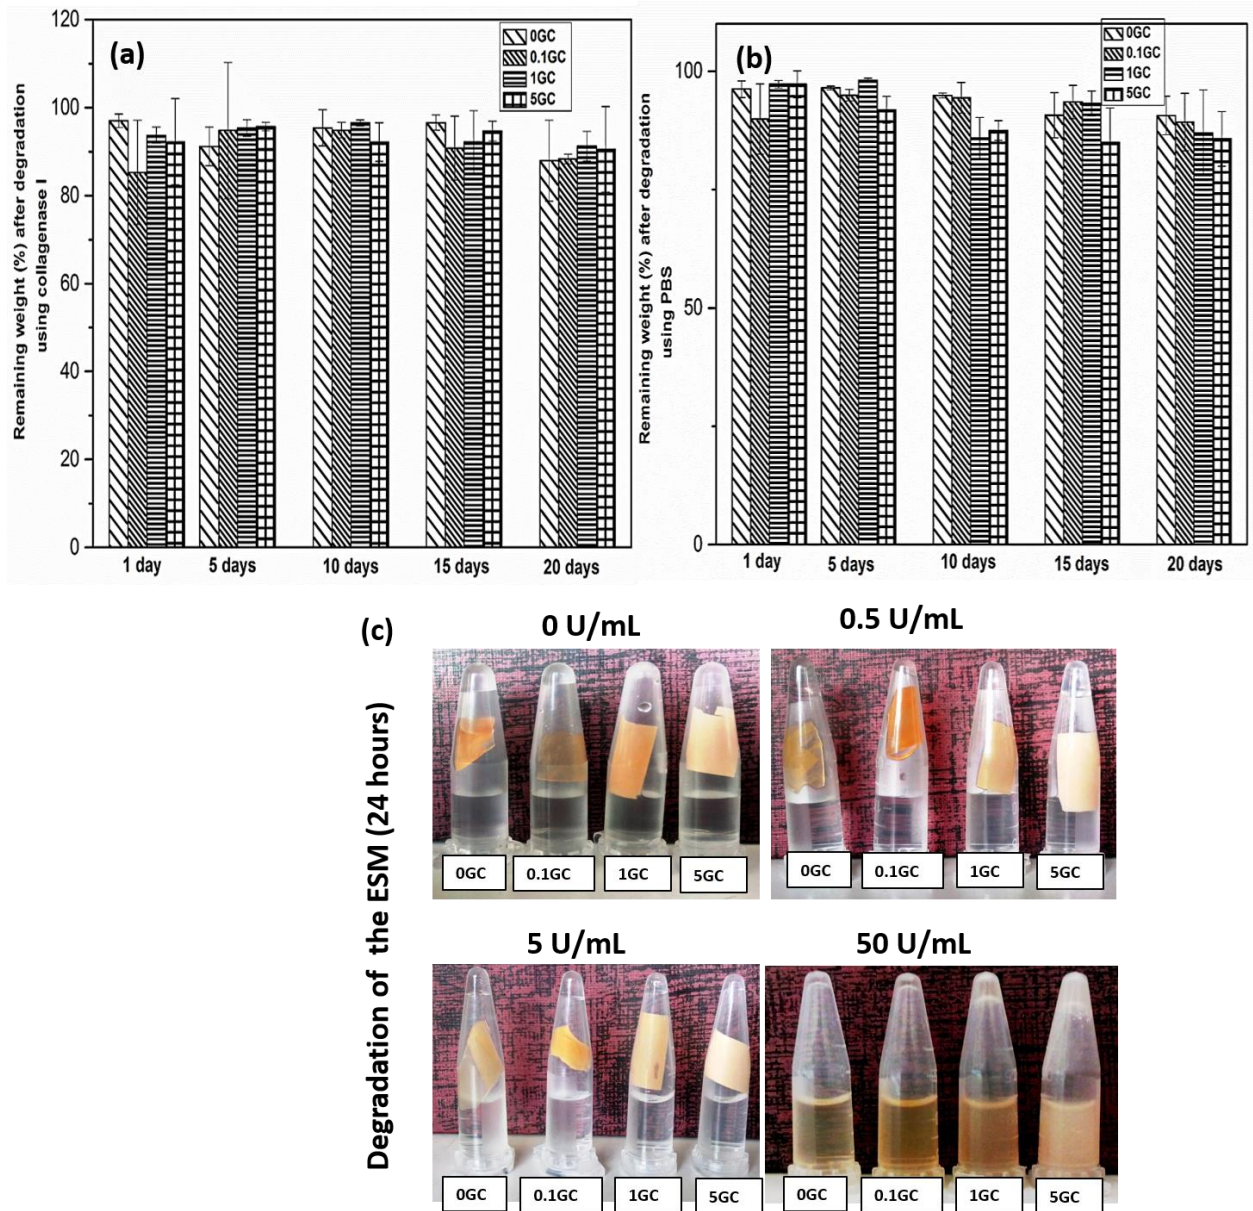 (a)
0GC
0.1GC
1GC
5GC
120
100
80
60
40
20
0
Remaining weight (%) after degradation
using collagenase I
1 day
5 days
10 days
15 days
20 days
(b)
0GC
0.1GC
1GC
5GC
100
50
0
Remaining weight (%) after degradation
using PBS
1 day
5 days
10 days
15 days
20 days
(c)
Degradation of the ESM (24 hours)
0 U/mL
0GC
0.1GC
1GC
5GC
0.5 U/mL
0GC
0.1GC
1GC
5GC
5 U/mL
0GC
0.1GC
1GC
5GC
50 U/mL
0GC
0.1GC
1GC
5GC